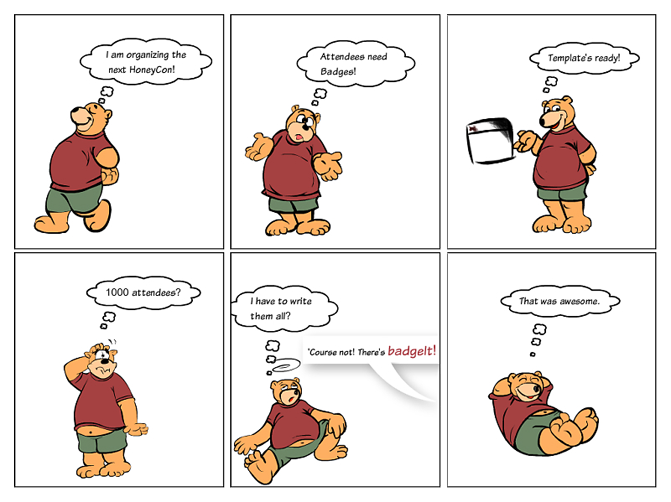 I am organizing the
next HoneyCon!
Attendees need
Badges!
Template's ready!
1000 attendees?
I have to write
them all?
'Course not! There's badgeIt!
That was awesome.